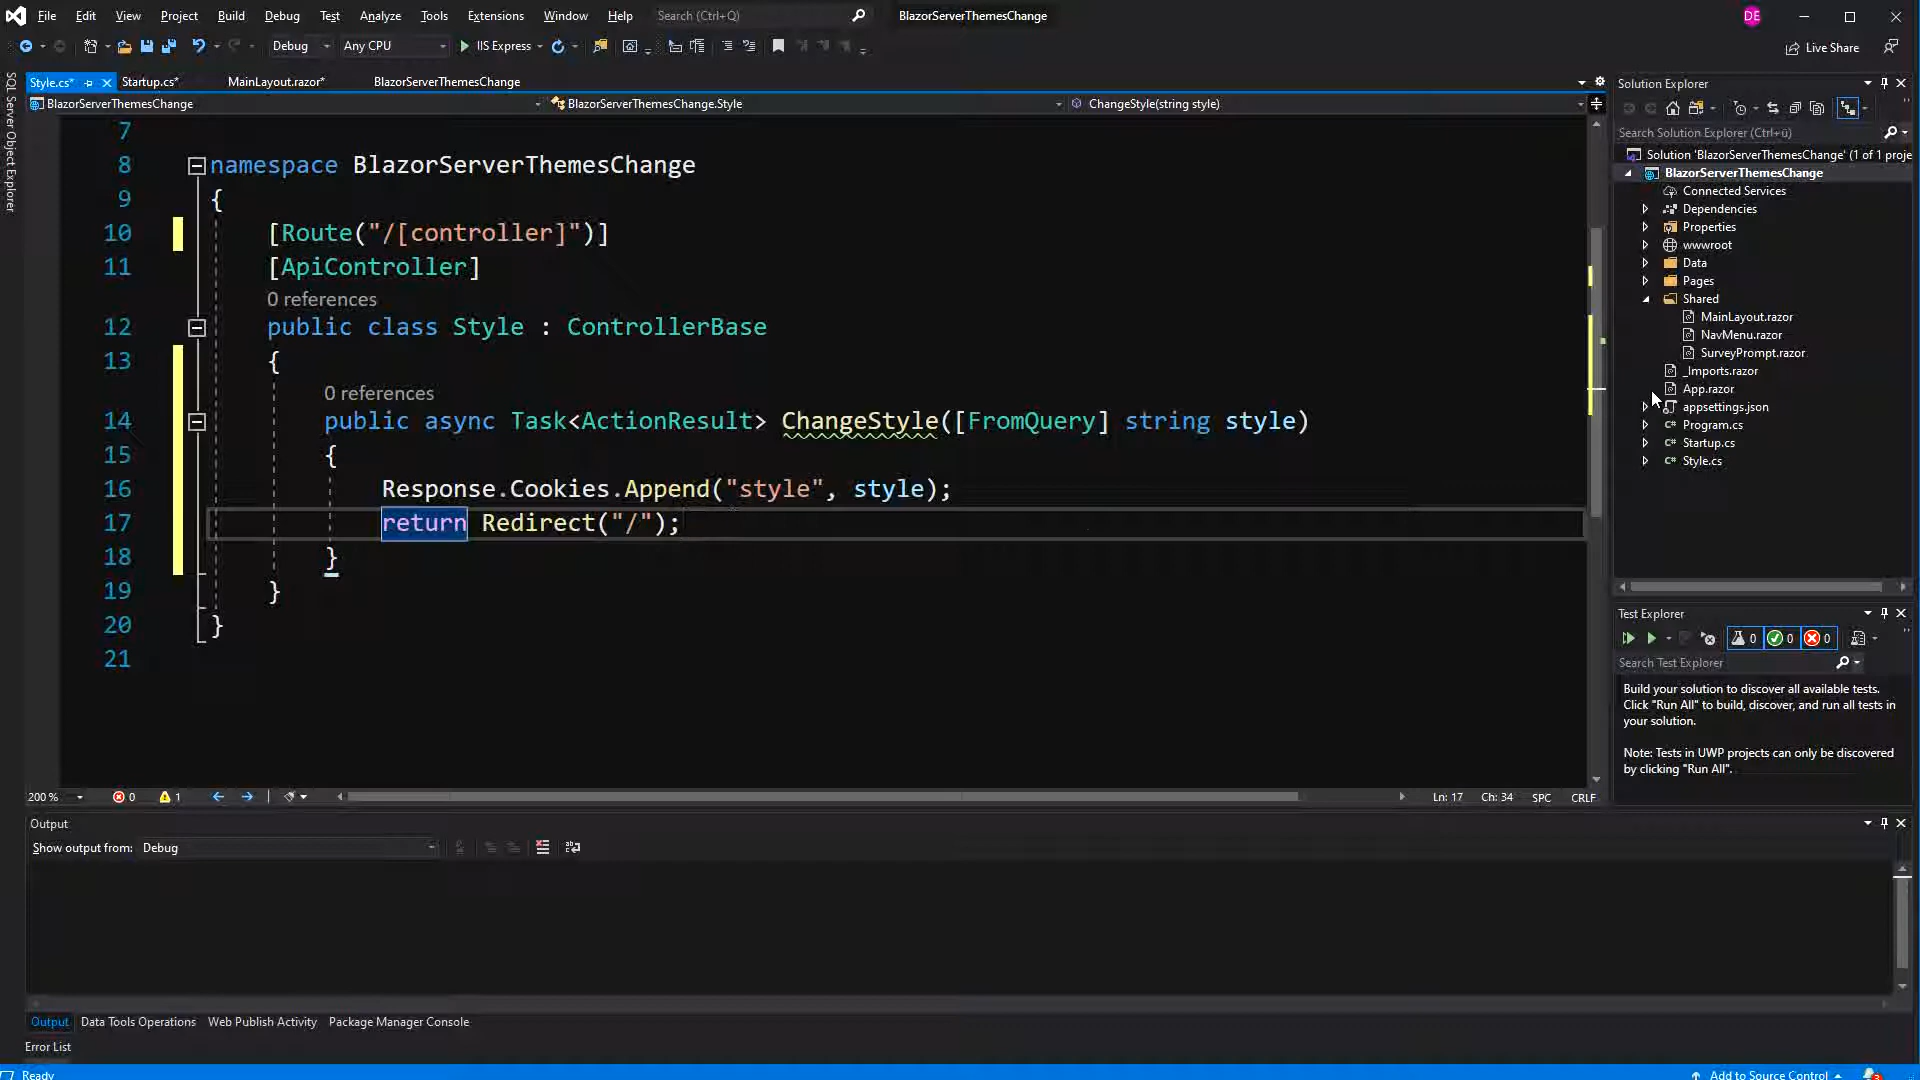 File Edit View Project Build Debug Test Analyze Tools Extensions Window Help Search (Ctrl+Q) BlazorServerThemesChange DE
Debug Any CPU IIS Express Live Share
SQL Server Object Explorer
Style.cs* Startup.cs* MainLayout.razor* BlazorServerThemesChange
BlazorServerThemesChange BlazorServerThemesChange.Style ChangeStyle(string style)
7
8 namespace BlazorServerThemesChange
9 {
10 [Route("/[controller]")]
11 [ApiController]
0 references
12 public class Style : ControllerBase
13 {
0 references
14 public async Task<ActionResult> ChangeStyle([FromQuery] string style)
15 {
16 Response.Cookies.Append("style", style);
17 return Redirect("/");
18 }
19 }
20 }
21
200 % 0 1 Ln: 17 Ch: 34 SPC CRLF
Solution Explorer
Search Solution Explorer (Ctrl+ü)
Solution 'BlazorServerThemesChange' (1 of 1 proje
BlazorServerThemesChange
Connected Services
Dependencies
Properties
wwwroot
Data
Pages
Shared
MainLayout.razor
NavMenu.razor
SurveyPrompt.razor
_Imports.razor
App.razor
appsettings.json
Program.cs
Startup.cs
Style.cs
Test Explorer
0 0 0
Search Test Explorer
Build your solution to discover all available tests.
Click "Run All" to build, discover, and run all tests in
your solution.
Note: Tests in UWP projects can only be discovered
by clicking "Run All".
Output
Show output from: Debug
Output Data Tools Operations Web Publish Activity Package Manager Console
Error List
Ready Add to Source Control